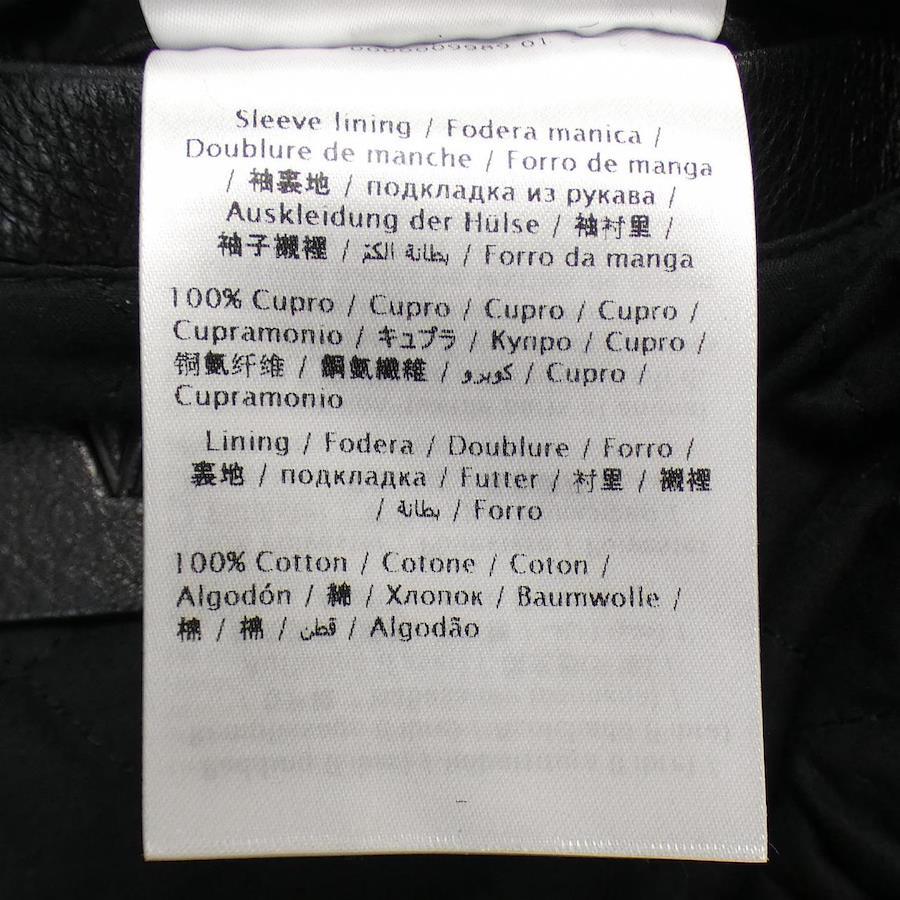 Sleeve lining / Fodera manica /
Doublure de manche / Forro de manga
/ 袖裏地 / подкладка из рукава /
Auskleidung der Hülse / 袖衬里 /
袖子襯裡 / بطانة الكم / Forro da manga
100% Cupro / Cupro / Cupro / Cupro /
Cupramonio / キュプラ / Купро / Cupro /
铜氨纤维 / 銅氨纖維 / كوبرو / Cupro /
Cupramonio
Lining / Fodera / Doublure / Forro /
裏地 / подкладка / Futter / 衬里 / 襯裡
/ بطانة / Forro
100% Cotton / Cotone / Coton /
Algodón / 綿 / Хлопок / Baumwolle /
棉 / 棉 / قطن / Algodão